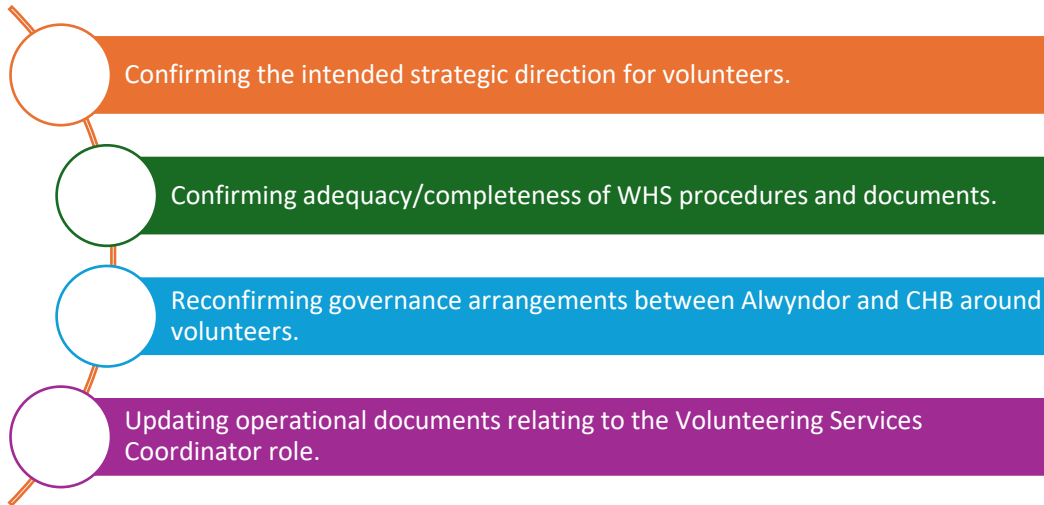 Confirming the intended strategic direction for volunteers.
Confirming adequacy/completeness of WHS procedures and documents.
Reconfirming governance arrangements between Alwyndor and CHB around
volunteers.
Updating operational documents relating to the Volunteering Services
Coordinator role.